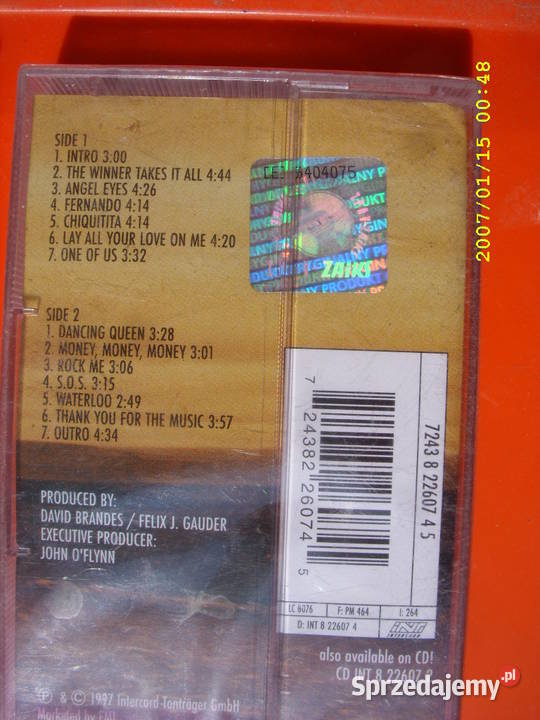 2007/01/15 00:48
SIDE 1
1. INTRO 3:00
2. THE WINNER TAKES IT ALL 4:44
3. ANGEL EYES 4:26
4. FERNANDO 4:14
5. CHIQUITITA 4:14
6. LAY ALL YOUR LOVE ON ME 4:20
7. ONE OF US 3:32
6404075
ZAIKS
SIDE 2
1. DANCING QUEEN 3:28
2. MONEY, MONEY, MONEY 3:01
3. ROCK ME 3:06
4. S.O.S. 3:15
5. WATERLOO 2:49
6. THANK YOU FOR THE MUSIC 3:57
7. OUTRO 4:34
7 24382 26074 5
7243 8 22607 4 5
PRODUCED BY:
DAVID BRANDES / FELIX J. GAUDER
EXECUTIVE PRODUCER:
JOHN O'FLYNN
LC 6076 F: PM 464 I: 264
D: INT 8 22607 4
also available on CD!
CD INT 8 22607 2
℗ & © 1997 Intercord Tonträger GmbH
Marketed by EMI
Sprzedajemy.pl